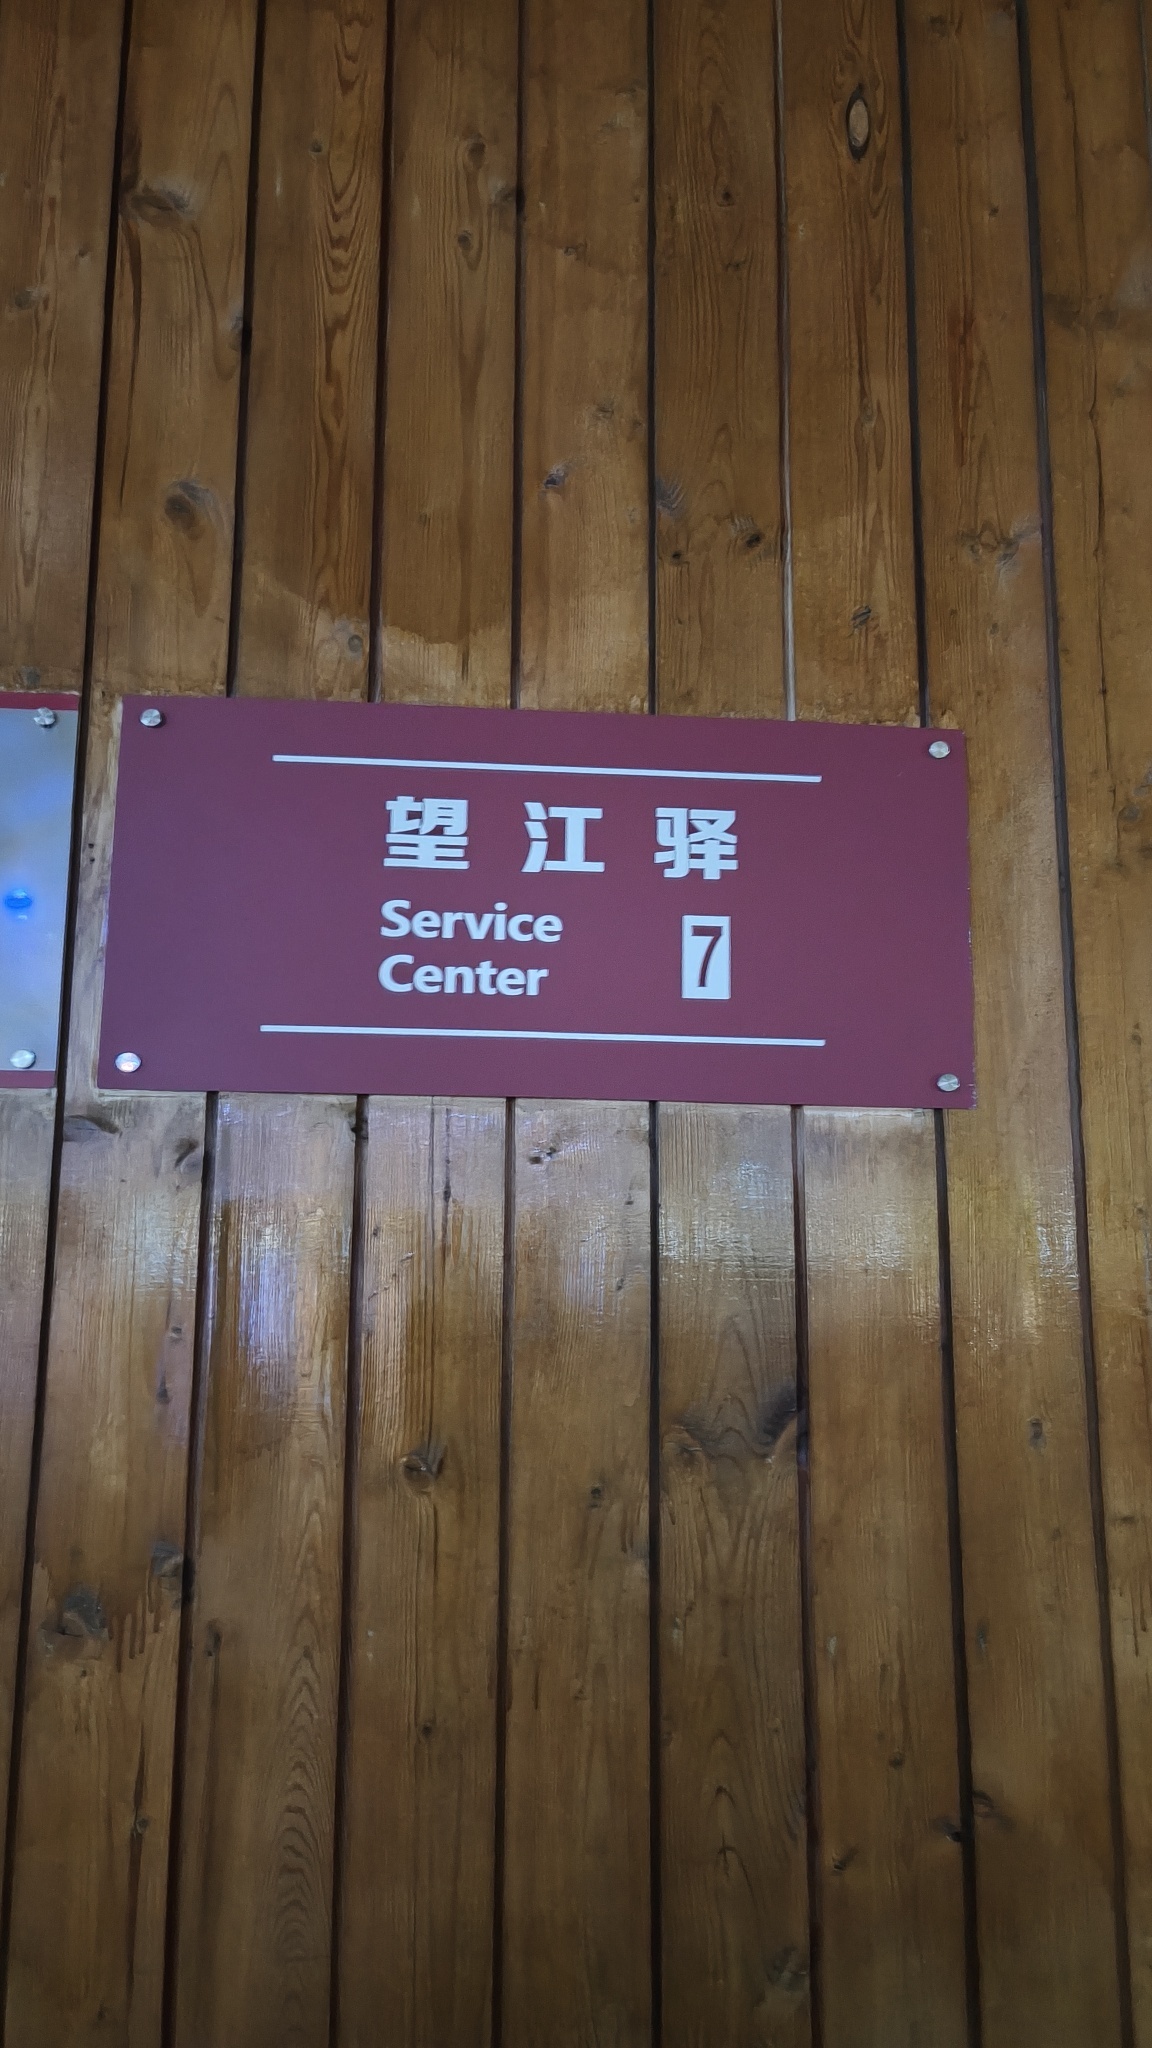 望江驿
Service
Center
7